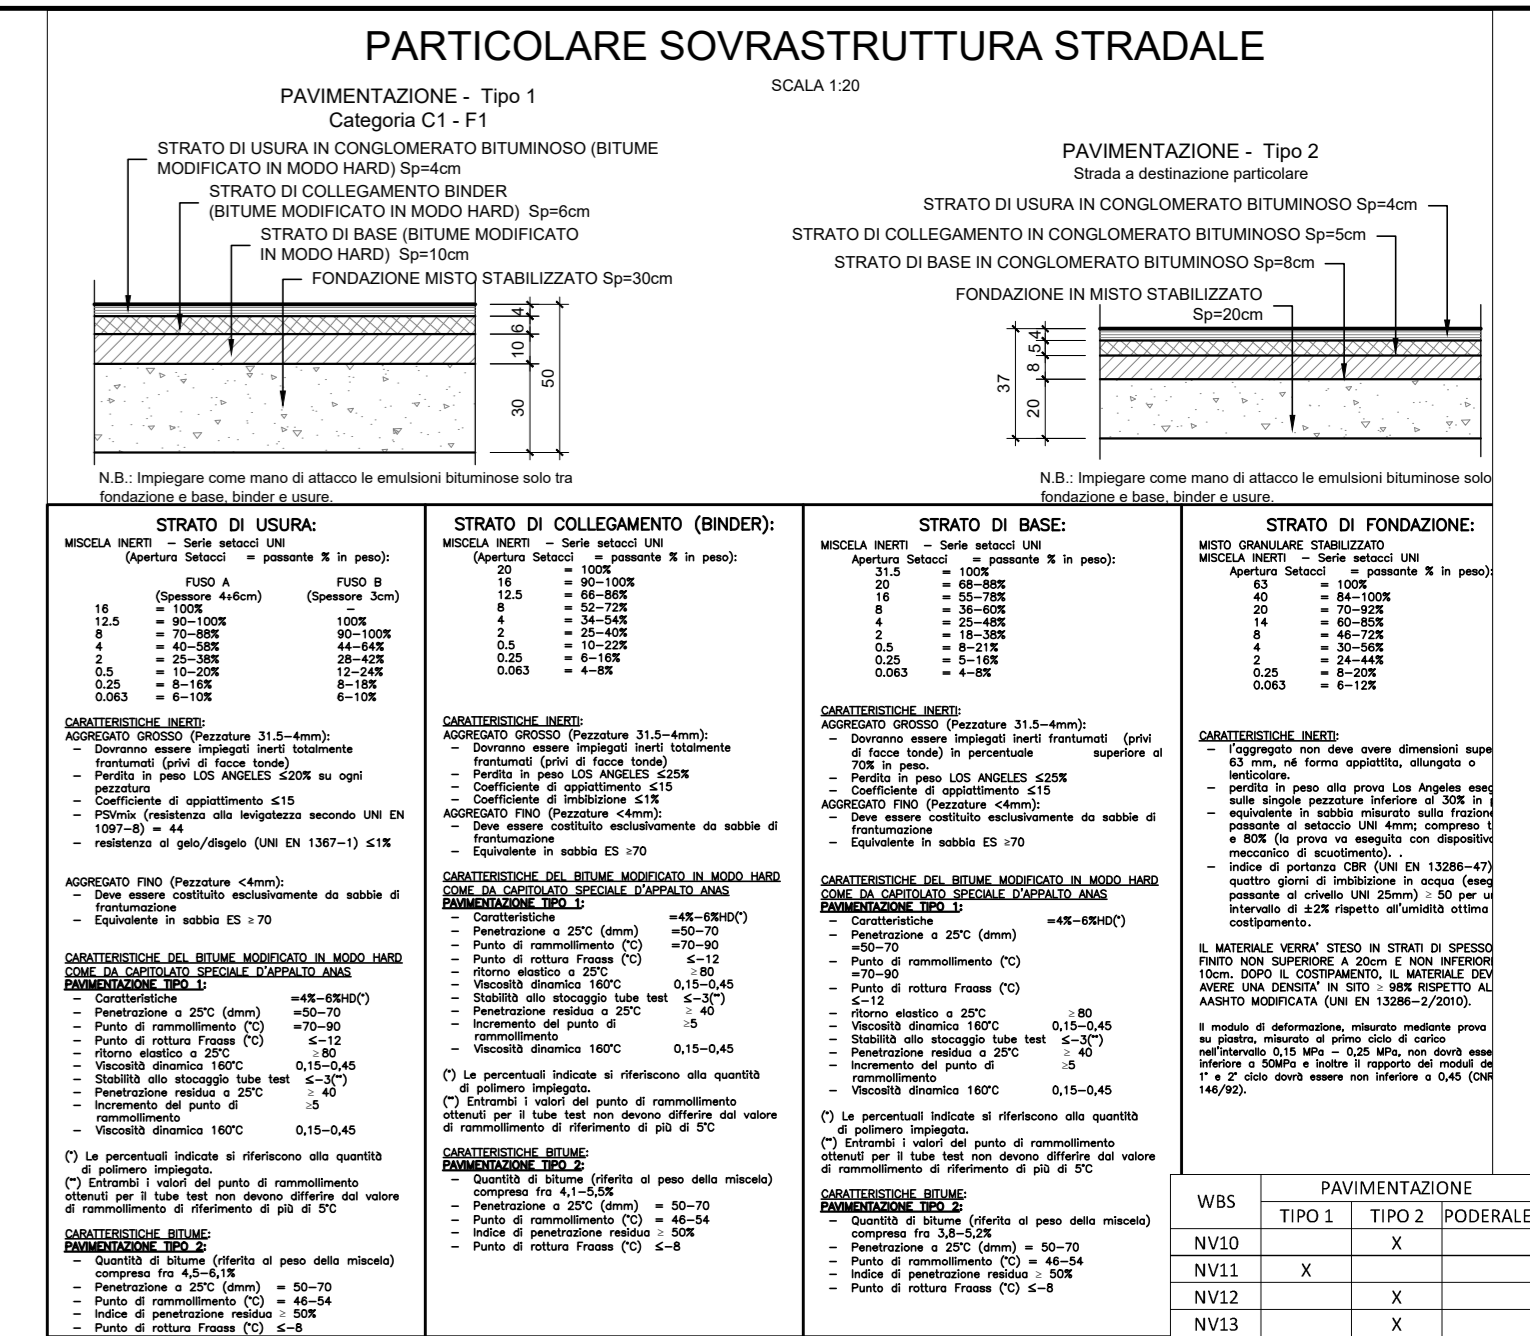 PARTICOLARE SOVRASTRUTTURA STRADALE
SCALA 1:20
PAVIMENTAZIONE - Tipo 1
Categoria C1 - F1
STRATO DI USURA IN CONGLOMERATO BITUMINOSO (BITUME
MODIFICATO IN MODO HARD) Sp=4cm
STRATO DI COLLEGAMENTO BINDER
(BITUME MODIFICATO IN MODO HARD) Sp=6cm
STRATO DI BASE (BITUME MODIFICATO
IN MODO HARD) Sp=10cm
FONDAZIONE MISTO STABILIZZATO Sp=30cm
4
6
10
30
50
N.B.: Impiegare come mano di attacco le emulsioni bituminose solo tra
fondazione e base, binder e usure.
PAVIMENTAZIONE - Tipo 2
Strada a destinazione particolare
STRATO DI USURA IN CONGLOMERATO BITUMINOSO Sp=4cm
STRATO DI COLLEGAMENTO IN CONGLOMERATO BITUMINOSO Sp=5cm
STRATO DI BASE IN CONGLOMERATO BITUMINOSO Sp=8cm
FONDAZIONE IN MISTO STABILIZZATO
Sp=20cm
4
5
8
20
37
N.B.: Impiegare come mano di attacco le emulsioni bituminose solo
fondazione e base, binder e usure.
STRATO DI USURA:
MISCELA INERTI – Serie setacci UNI
(Apertura Setacci = passante % in peso):
FUSO A FUSO B
(Spessore 4÷6cm) (Spessore 3cm)
16 = 100% –
12.5 = 90–100% 100%
8 = 70–88% 90–100%
4 = 40–58% 44–64%
2 = 25–38% 28–42%
0.5 = 10–20% 12–24%
0.25 = 8–16% 8–18%
0.063 = 6–10% 6–10%
CARATTERISTICHE INERTI:
AGGREGATO GROSSO (Pezzature 31.5–4mm):
– Dovranno essere impiegati inerti totalmente
frantumati (privi di facce tonde)
– Perdita in peso LOS ANGELES ≤20% su ogni
pezzatura
– Coefficiente di appiattimento ≤15
– PSVmix (resistenza alla levigatezza secondo UNI EN
1097–8) = 44
– resistenza al gelo/disgelo (UNI EN 1367–1) ≤1%
AGGREGATO FINO (Pezzature <4mm):
– Deve essere costituito esclusivamente da sabbie di
frantumazione
– Equivalente in sabbia ES ≥ 70
CARATTERISTICHE DEL BITUME MODIFICATO IN MODO HARD
COME DA CAPITOLATO SPECIALE D'APPALTO ANAS
PAVIMENTAZIONE TIPO 1:
– Caratteristiche =4%–6%HD(*)
– Penetrazione a 25°C (dmm) =50–70
– Punto di rammollimento (°C) =70–90
– Punto di rottura Fraass (°C) ≤–12
– ritorno elastico a 25°C ≥80
– Viscosità dinamica 160°C 0,15–0,45
– Stabilità allo stocaggio tube test ≤–3(**)
– Penetrazione residua a 25°C ≥ 40
– Incremento del punto di ≥5
rammollimento
– Viscosità dinamica 160°C 0,15–0,45
(*) Le percentuali indicate si riferiscono alla quantità
di polimero impiegata.
(**) Entrambi i valori del punto di rammollimento
ottenuti per il tube test non devono differire dal valore
di rammollimento di riferimento di più di 5°C
CARATTERISTICHE BITUME:
PAVIMENTAZIONE TIPO 2:
– Quantità di bitume (riferita al peso della miscela)
compresa fra 4,5–6,1%
– Penetrazione a 25°C (dmm) = 50–70
– Punto di rammollimento (°C) = 46–54
– Indice di penetrazione residua ≥ 50%
– Punto di rottura Fraass (°C) ≤–8
STRATO DI COLLEGAMENTO (BINDER):
MISCELA INERTI – Serie setacci UNI
(Apertura Setacci = passante % in peso):
20 = 100%
16 = 90–100%
12.5 = 66–86%
8 = 52–72%
4 = 34–54%
2 = 25–40%
0.5 = 10–22%
0.25 = 6–16%
0.063 = 4–8%
CARATTERISTICHE INERTI:
AGGREGATO GROSSO (Pezzature 31.5–4mm):
– Dovranno essere impiegati inerti totalmente
frantumati (privi di facce tonde)
– Perdita in peso LOS ANGELES ≤25%
– Coefficiente di appiattimento ≤15
– Coefficiente di imbibizione ≤1%
AGGREGATO FINO (Pezzature <4mm):
– Deve essere costituito esclusivamente da sabbie di
frantumazione
– Equivalente in sabbia ES ≥70
CARATTERISTICHE DEL BITUME MODIFICATO IN MODO HARD
COME DA CAPITOLATO SPECIALE D'APPALTO ANAS
PAVIMENTAZIONE TIPO 1:
– Caratteristiche =4%–6%HD(*)
– Penetrazione a 25°C (dmm) =50–70
– Punto di rammollimento (°C) =70–90
– Punto di rottura Fraass (°C) ≤–12
– ritorno elastico a 25°C ≥80
– Viscosità dinamica 160°C 0,15–0,45
– Stabilità allo stocaggio tube test ≤–3(**)
– Penetrazione residua a 25°C ≥ 40
– Incremento del punto di ≥5
rammollimento
– Viscosità dinamica 160°C 0,15–0,45
(*) Le percentuali indicate si riferiscono alla quantità
di polimero impiegata.
(**) Entrambi i valori del punto di rammollimento
ottenuti per il tube test non devono differire dal valore
di rammollimento di riferimento di più di 5°C
CARATTERISTICHE BITUME:
PAVIMENTAZIONE TIPO 2:
– Quantità di bitume (riferita al peso della miscela)
compresa fra 4,1–5,5%
– Penetrazione a 25°C (dmm) = 50–70
– Punto di rammollimento (°C) = 46–54
– Indice di penetrazione residua ≥ 50%
– Punto di rottura Fraass (°C) ≤–8
STRATO DI BASE:
MISCELA INERTI – Serie setacci UNI
Apertura Setacci = passante % in peso):
31.5 = 100%
20 = 68–88%
16 = 55–78%
8 = 36–60%
4 = 25–48%
2 = 18–38%
0.5 = 8–21%
0.25 = 5–16%
0.063 = 4–8%
CARATTERISTICHE INERTI:
AGGREGATO GROSSO (Pezzature 31.5–4mm):
– Dovranno essere impiegati inerti frantumati (privi
di facce tonde) in percentuale superiore al
70% in peso.
– Perdita in peso LOS ANGELES ≤25%
– Coefficiente di appiattimento ≤15
AGGREGATO FINO (Pezzature <4mm):
– Deve essere costituito esclusivamente da sabbie di
frantumazione
– Equivalente in sabbia ES ≥70
CARATTERISTICHE DEL BITUME MODIFICATO IN MODO HARD
COME DA CAPITOLATO SPECIALE D'APPALTO ANAS
PAVIMENTAZIONE TIPO 1:
– Caratteristiche =4%–6%HD(*)
– Penetrazione a 25°C (dmm)
=50–70
– Punto di rammollimento (°C)
=70–90
– Punto di rottura Fraass (°C)
≤–12
– ritorno elastico a 25°C ≥80
– Viscosità dinamica 160°C 0,15–0,45
– Stabilità allo stocaggio tube test ≤–3(**)
– Penetrazione residua a 25°C ≥ 40
– Incremento del punto di ≥5
rammollimento
– Viscosità dinamica 160°C 0,15–0,45
(*) Le percentuali indicate si riferiscono alla quantità
di polimero impiegata.
(**) Entrambi i valori del punto di rammollimento
ottenuti per il tube test non devono differire dal valore
di rammollimento di riferimento di più di 5°C
CARATTERISTICHE BITUME:
PAVIMENTAZIONE TIPO 2:
– Quantità di bitume (riferita al peso della miscela)
compresa fra 3,8–5,2%
– Penetrazione a 25°C (dmm) = 50–70
– Punto di rammollimento (°C) = 46–54
– Indice di penetrazione residua ≥ 50%
– Punto di rottura Fraass (°C) ≤–8
STRATO DI FONDAZIONE:
MISTO GRANULARE STABILIZZATO
MISCELA INERTI – Serie setacci UNI
Apertura Setacci = passante % in peso):
63 = 100%
40 = 84–100%
20 = 70–92%
14 = 60–85%
8 = 46–72%
4 = 30–56%
2 = 24–44%
0.25 = 8–20%
0.063 = 6–12%
CARATTERISTICHE INERTI:
– l'aggregato non deve avere dimensioni supe
63 mm, né forma appiattita, allungata o
lenticolare.
– perdita in peso alla prova Los Angeles eseg
sulle singole pezzature inferiore al 30% in
– equivalente in sabbia misurato sulla frazione
passante al setaccio UNI 4mm; compreso t
e 80% (la prova va eseguita con dispositivo
meccanico di scuotimento). .
– indice di portanza CBR (UNI EN 13286–47)
quattro giorni di imbibizione in acqua (eseg
passante al crivello UNI 25mm) ≥ 50 per u
intervallo di ±2% rispetto all'umidità ottima
costipamento.
IL MATERIALE VERRA' STESO IN STRATI DI SPESSO
FINITO NON SUPERIORE A 20cm E NON INFERIOR
10cm. DOPO IL COSTIPAMENTO, IL MATERIALE DEV
AVERE UNA DENSITA' IN SITO ≥ 98% RISPETTO AL
AASHTO MODIFICATA (UNI EN 13286–2/2010).
Il modulo di deformazione, misurato mediante prova
su piastra, misurato al primo ciclo di carico
nell'intervallo 0,15 MPa – 0,25 MPa, non dovrà esse
inferiore a 50MPa e inoltre il rapporto dei moduli de
1° e 2° ciclo dovrà essere non inferiore a 0,45 (CNR
146/92).
WBS PAVIMENTAZIONE
TIPO 1 TIPO 2 PODERALE
NV10 X
NV11 X
NV12 X
NV13 X